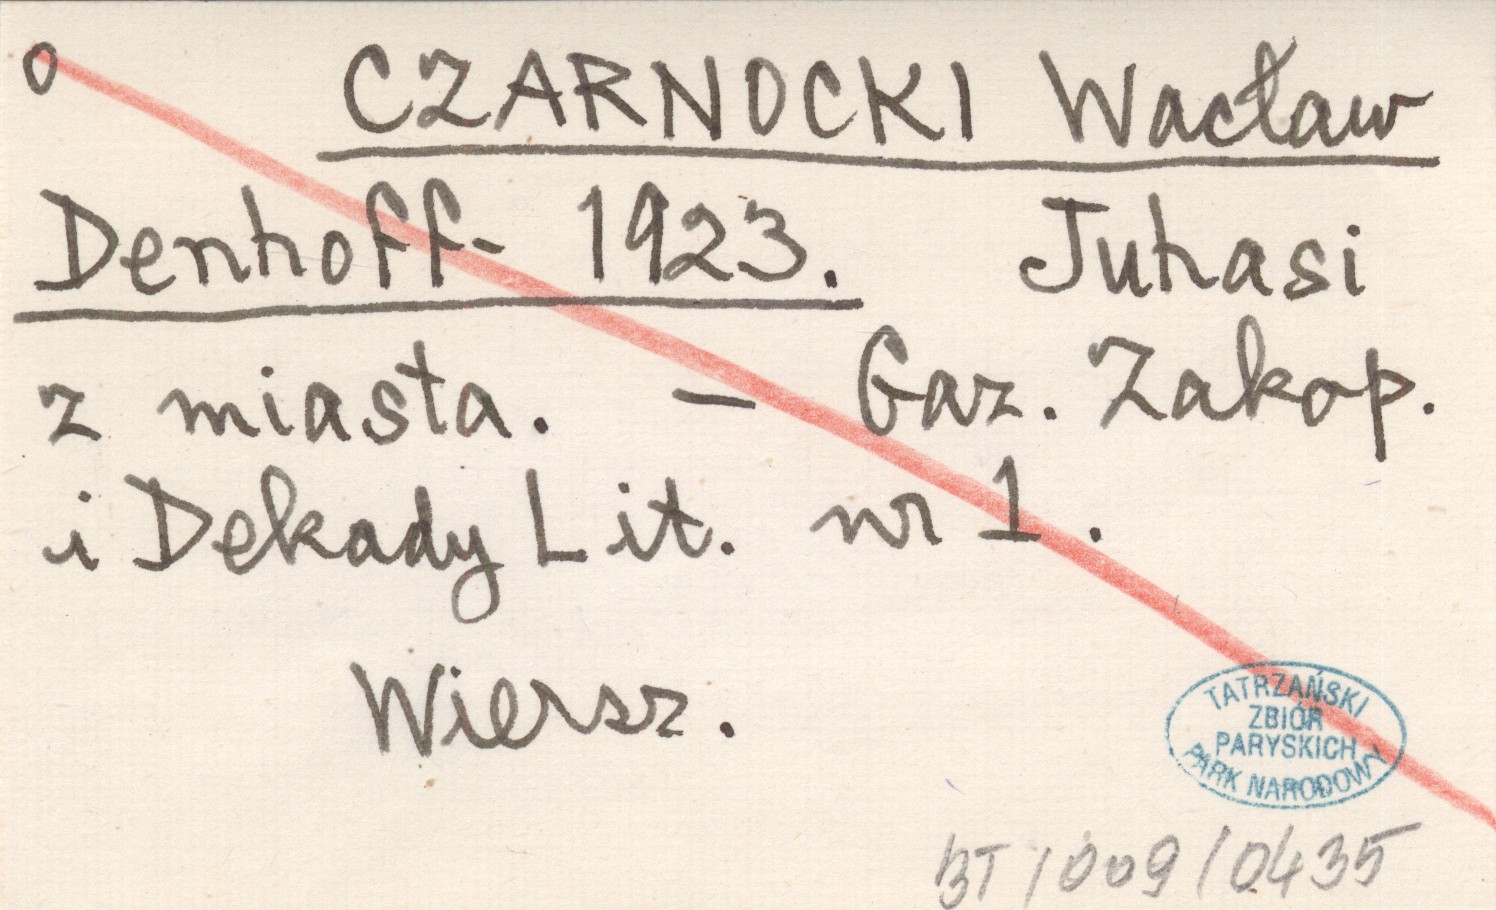 o CZARNOCKI Wacław
Denhoff- 1923. Juhasi
z miasta. — Gaz. Zakop.
i Dekady Lit. nr 1.
Wiersz.
TATRZAŃSKI
ZBIÓR
PARYSKICH
PARK NARODOWY
BT/009/0435